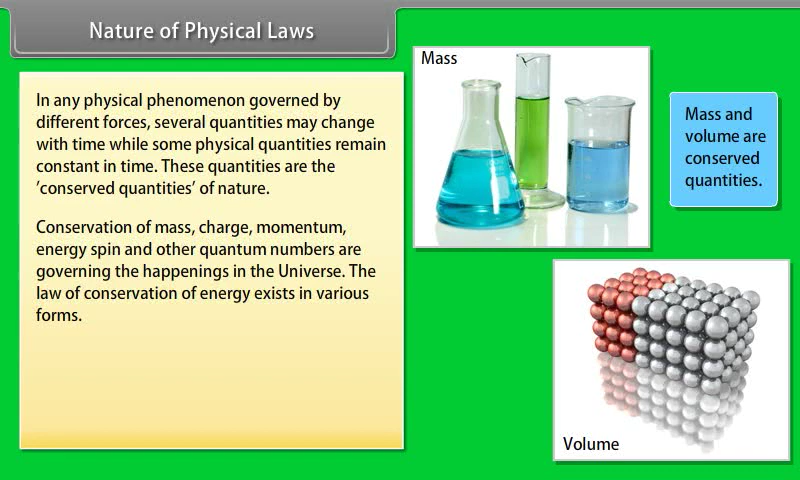 Nature of Physical Laws
In any physical phenomenon governed by
different forces, several quantities may change
with time while some physical quantities remain
constant in time. These quantities are the
‘conserved quantities’ of nature.
Conservation of mass, charge, momentum,
energy spin and other quantum numbers are
governing the happenings in the Universe. The
law of conservation of energy exists in various
forms.
Mass
Mass and
volume are
conserved
quantities.
Volume